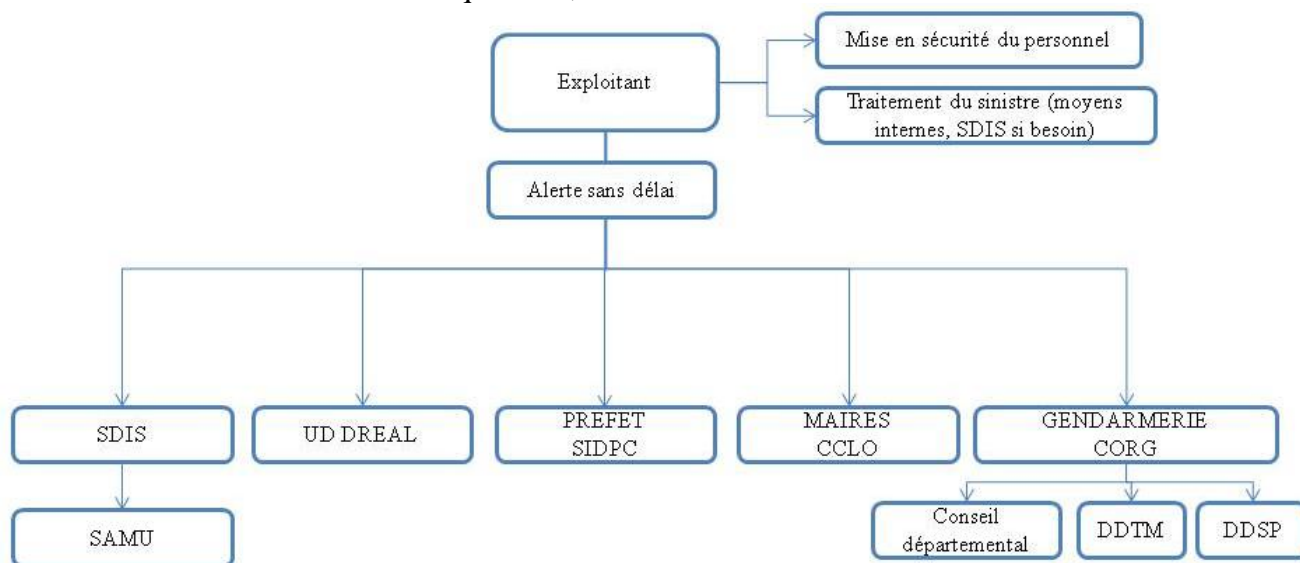 Mise en sécurité du personnel
Exploitant
Traitement du sinistre (moyens
internes, SDIS si besoin)
Alerte sans délai
SDIS
UD DREAL
PREFET
SIDPC
MAIRES
CCLO
GENDARMERIE
CORG
SAMU
Conseil
départemental
DDTM
DDSP